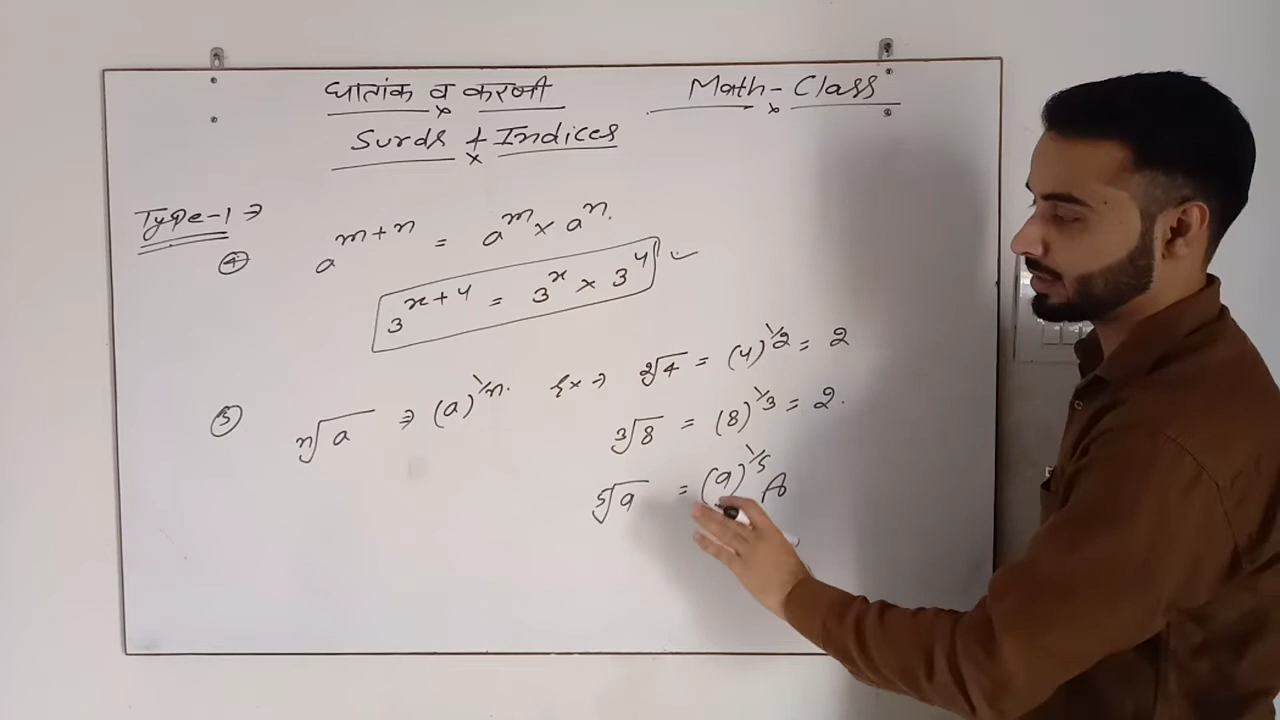 घातांक व करणी Math-Class
Surds & Indices
Type-1 →
④ a^{m+n} = a^m × a^n.
3^{x+4} = 3^x × 3^4 ✓
⑤ ⁿ√a ⇒ (a)^{1/n}. Ex → ²√4 = (4)^{1/2} = 2
³√8 = (8)^{1/3} = 2.
⁵√9 = (9)^{1/5}